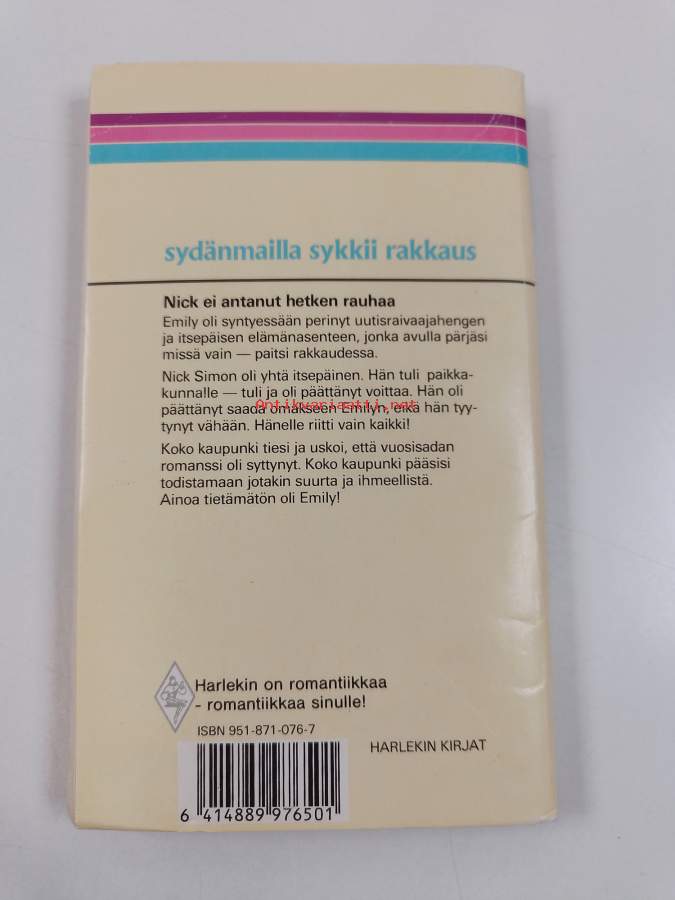 sydänmailla sykkii rakkaus
Nick ei antanut hetken rauhaa
Emily oli syntyessään perinyt uutisraivaajahengen
ja itsepäisen elämänasenteen, jonka avulla pärjäsi
missä vain — paitsi rakkaudessa.
Nick Simon oli yhtä itsepäinen. Hän tuli paikka-
kunnalle — tuli ja oli päättänyt voittaa. Hän oli
päättänyt saada omakseen Emilyn, eikä hän tyy-
Antikvariaatti.net
tynyt vähään. Hänelle riitti vain kaikki!
Koko kaupunki tiesi ja uskoi, että vuosisadan
romanssi oli syttynyt. Koko kaupunki pääsisi
todistamaan jotakin suurta ja ihmeellistä.
Ainoa tietämätön oli Emily!
Harlekin on romantiikkaa
- romantiikkaa sinulle!
ISBN 951-871-076-7
HARLEKIN KIRJAT
6 414889 976501